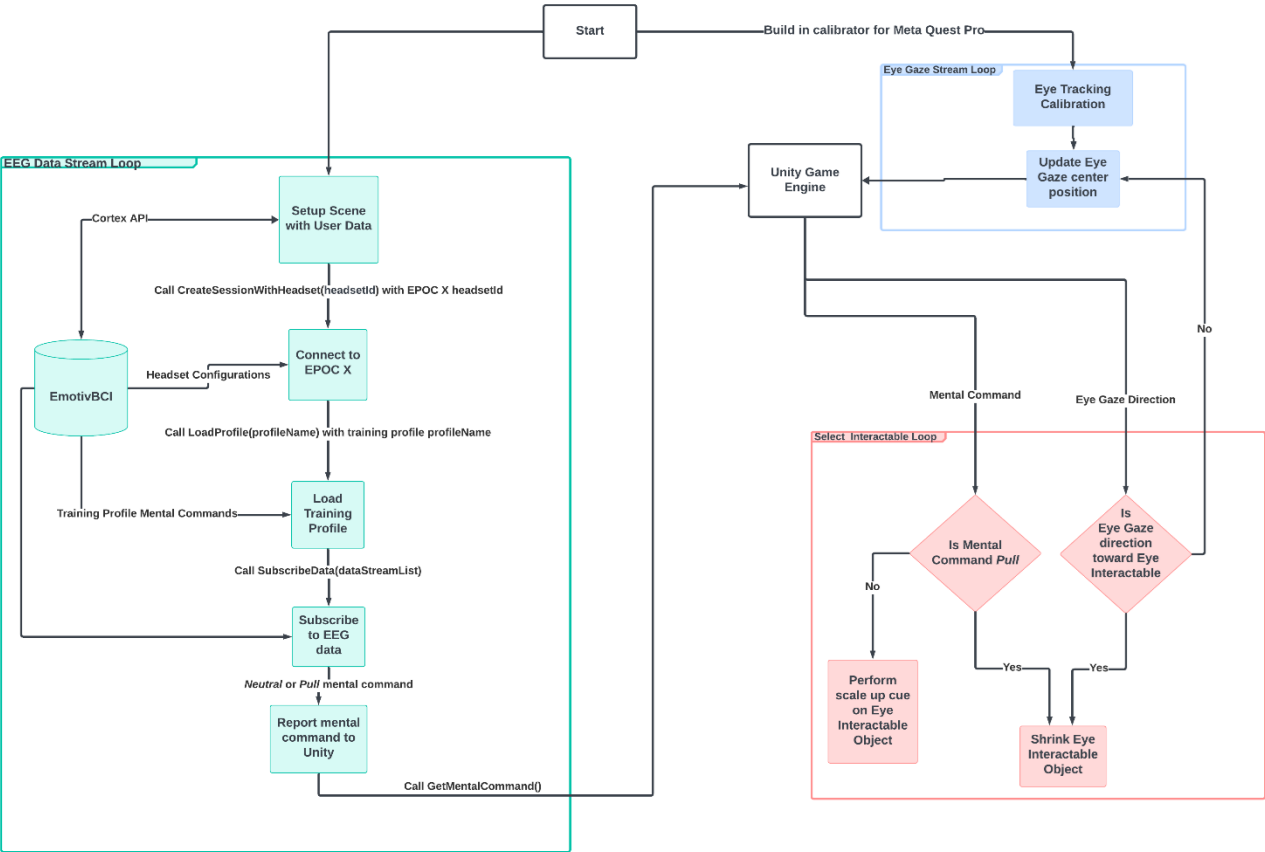 Start
Build in calibrator for Meta Quest Pro
Eye Gaze Stream Loop
Eye Tracking
Calibration
Update Eye
Gaze center
position
Unity Game
Engine
EEG Data Stream Loop
Setup Scene
with User Data
Cortex API
Call CreateSessionWithHeadset(headsetId) with EPOC X headsetId
Connect to
EPOC X
Headset Configurations
EmotivBCI
Call LoadProfile(profileName) with training profile profileName
Load
Training
Profile
Training Profile Mental Commands
Call SubscribeData(dataStreamList)
Subscribe
to EEG
data
Neutral or Pull mental command
Report mental
command to
Unity
Call GetMentalCommand()
No
Mental Command
Eye Gaze Direction
Select Interactable Loop
Is Mental
Command Pull
Is
Eye Gaze
direction
toward Eye
Interactable
No
Yes
Yes
Perform
scale up cue
on Eye
Interactable
Object
Shrink Eye
Interactable
Object